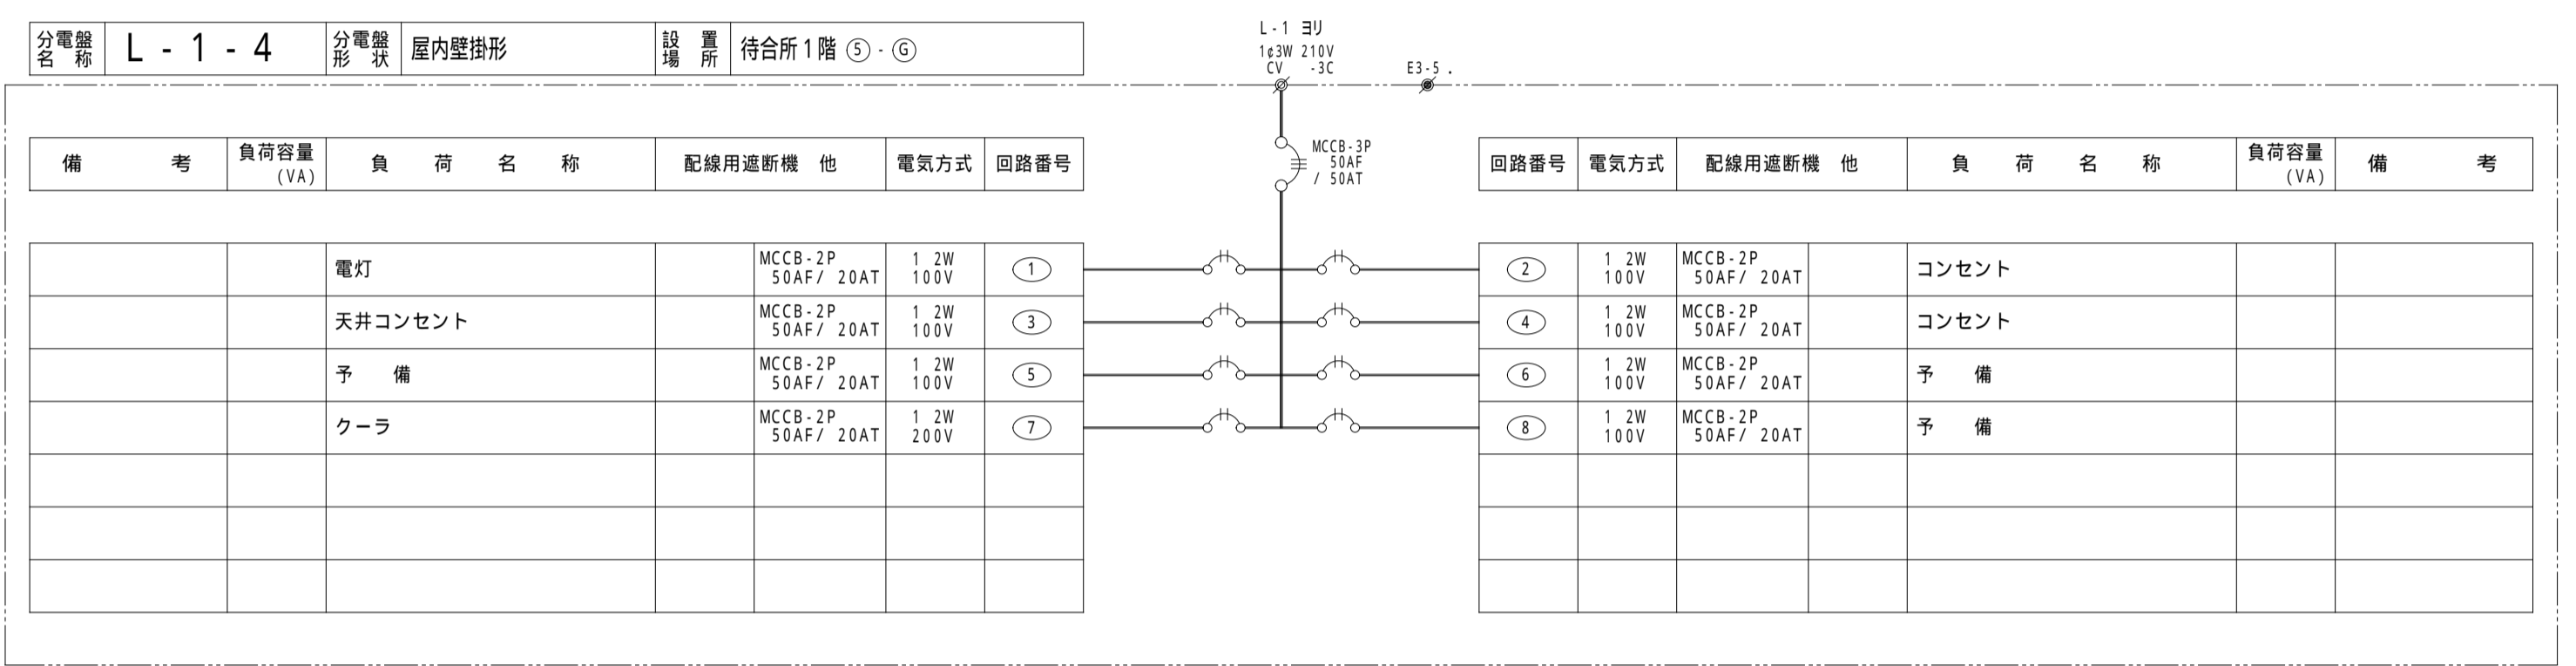 分電盤名称 L-1-4 分電盤形状 屋内壁掛形 設置場所 待合所1階 ⑤-Ⓖ
L-1 ヨリ
1¢3W 210V
CV -3C
E3-5 .
MCCB-3P
50AF
/ 50AT
備考 負荷容量(VA) 負荷名称 配線用遮断機 他 電気方式 回路番号
電灯 MCCB-2P 50AF/ 20AT 1 2W 100V ①
天井コンセント MCCB-2P 50AF/ 20AT 1 2W 100V ③
予備 MCCB-2P 50AF/ 20AT 1 2W 100V ⑤
クーラ MCCB-2P 50AF/ 20AT 1 2W 200V ⑦
回路番号 電気方式 配線用遮断機 他 負荷名称 負荷容量(VA) 備考
② 1 2W 100V MCCB-2P 50AF/ 20AT コンセント
④ 1 2W 100V MCCB-2P 50AF/ 20AT コンセント
⑥ 1 2W 100V MCCB-2P 50AF/ 20AT 予備
⑧ 1 2W 100V MCCB-2P 50AF/ 20AT 予備